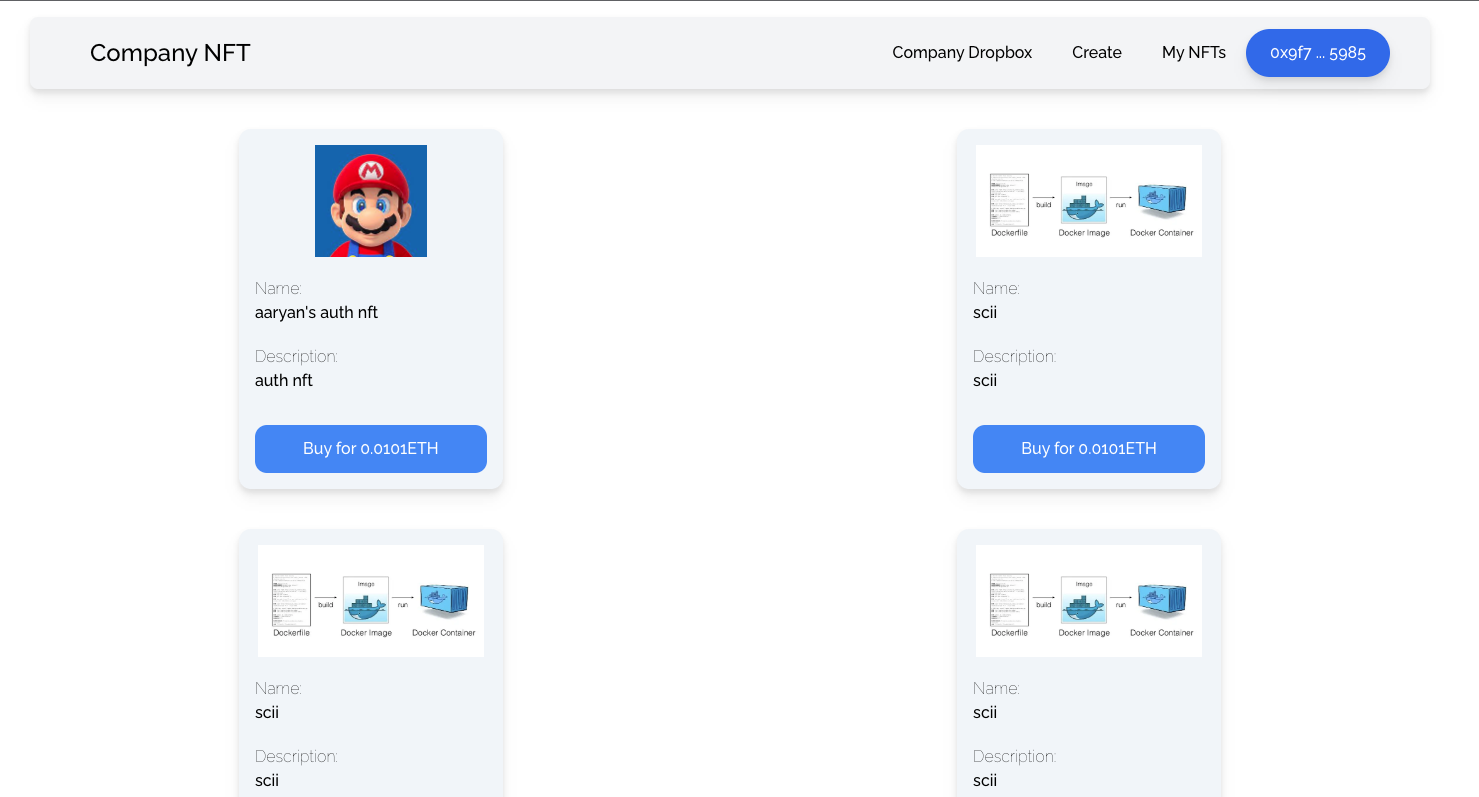 Company NFT
Company Dropbox Create My NFTs 0x9f7 ... 5985
M
Name:
aaryan's auth nft
Description:
auth nft
Buy for 0.0101ETH
Image
build
run
Dockerfile Docker Image Docker Container
Name:
scii
Description:
scii
Buy for 0.0101ETH
Image
build
run
Dockerfile Docker Image Docker Container
Name:
scii
Description:
scii
Image
build
run
Dockerfile Docker Image Docker Container
Name:
scii
Description:
scii